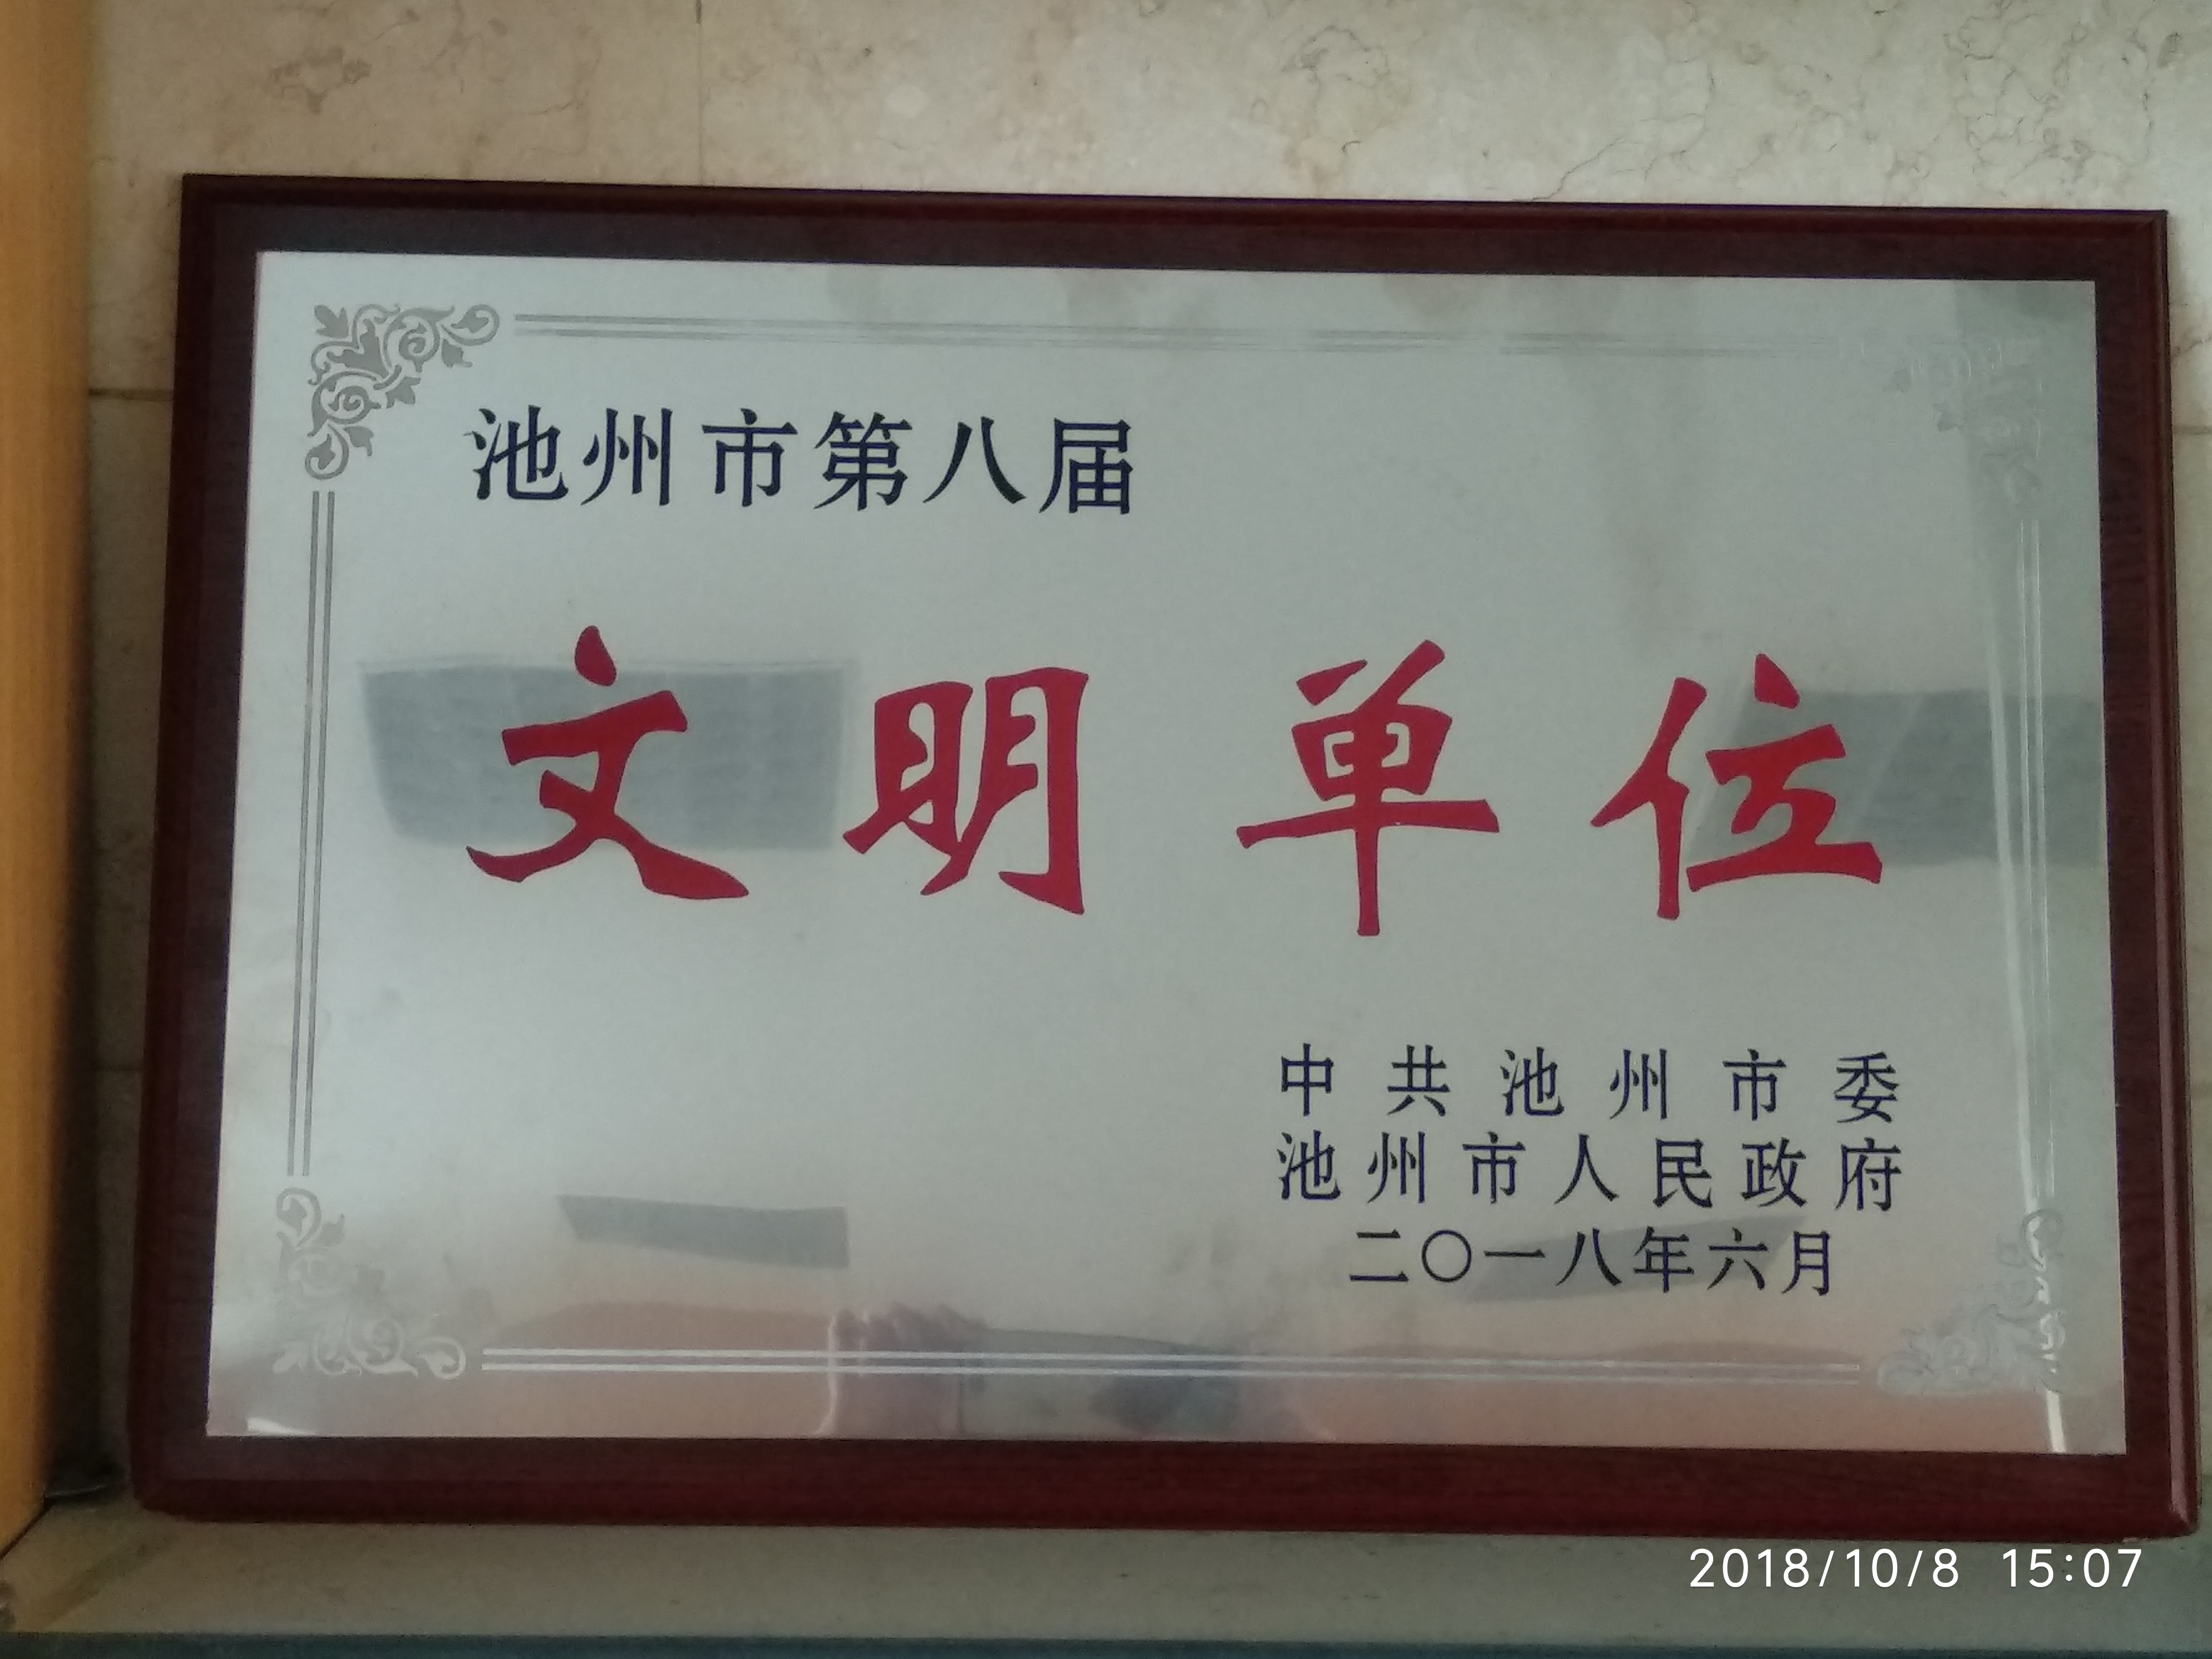 池州市第八届
文明单位
中共池州市委
池州市人民政府
二〇一八年六月
2018/10/8 15:07